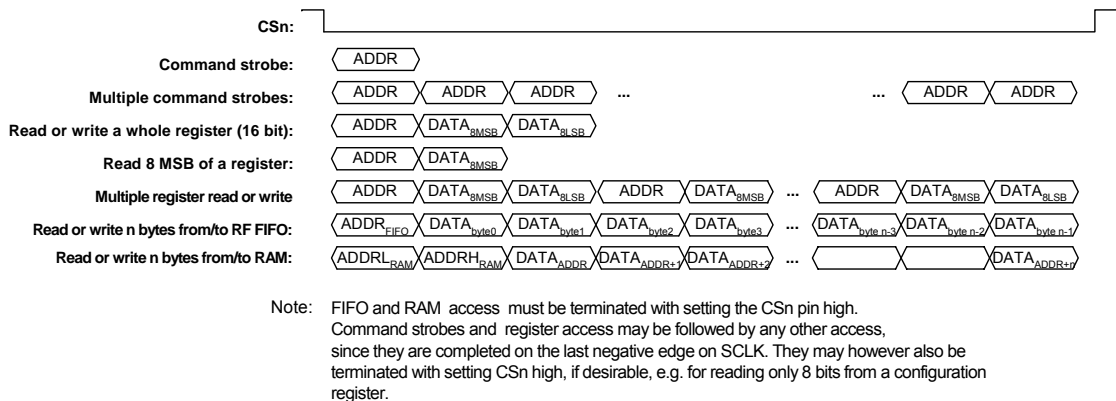 CSn:
Command strobe: ADDR
Multiple command strobes: ADDR ADDR ADDR ... ... ADDR ADDR
Read or write a whole register (16 bit): ADDR DATA8MSB DATA8LSB
Read 8 MSB of a register: ADDR DATA8MSB
Multiple register read or write ADDR DATA8MSB DATA8LSB ADDR DATA8MSB ... ADDR DATA8MSB DATA8LSB
Read or write n bytes from/to RF FIFO: ADDRFIFO DATAbyte0 DATAbyte1 DATAbyte2 DATAbyte3 ... DATAbyte n-3 DATAbyte n-2 DATAbyte n-1
Read or write n bytes from/to RAM: ADDRLRAM ADDRHRAM DATAADDR DATAADDR+1 DATAADDR+2 ... DATAADDR+n
Note: FIFO and RAM access must be terminated with setting the CSn pin high.
Command strobes and register access may be followed by any other access,
since they are completed on the last negative edge on SCLK. They may however also be
terminated with setting CSn high, if desirable, e.g. for reading only 8 bits from a configuration
register.